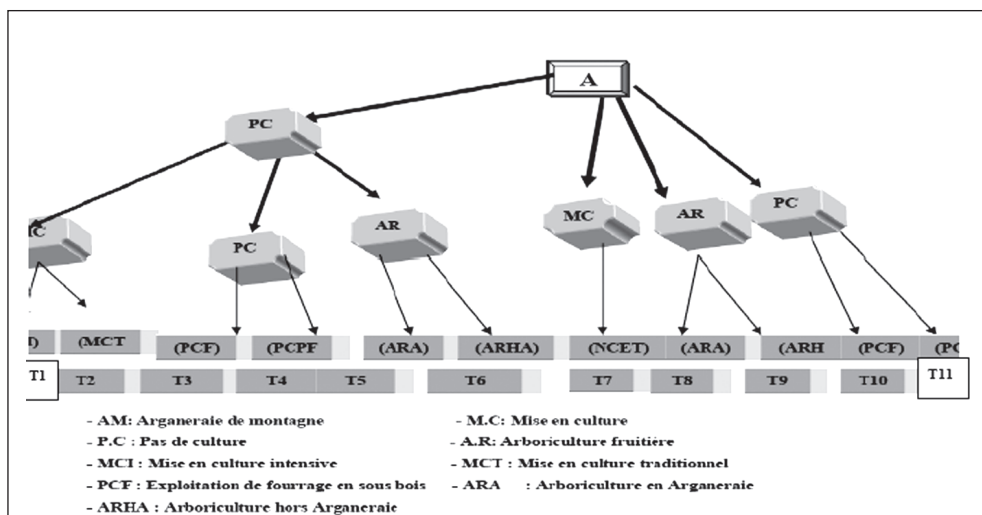 A
PC
MC AR PC
AR
PC
(MCT (PCF) (PCPF (ARA) (ARHA) (NCET) (ARA) (ARH (PCF) (PC
T1 T2 T3 T4 T5 T6 T7 T8 T9 T10 T11
- AM: Arganeraie de montagne - M.C: Mise en culture
- P.C : Pas de culture - A.R: Arboriculture fruitière
- MCI : Mise en culture intensive - MCT : Mise en culture traditionnel
- PCF : Exploitation de fourrage en sous bois - ARA : Arboriculture en Arganeraie
- ARHA : Arboriculture hors Arganeraie